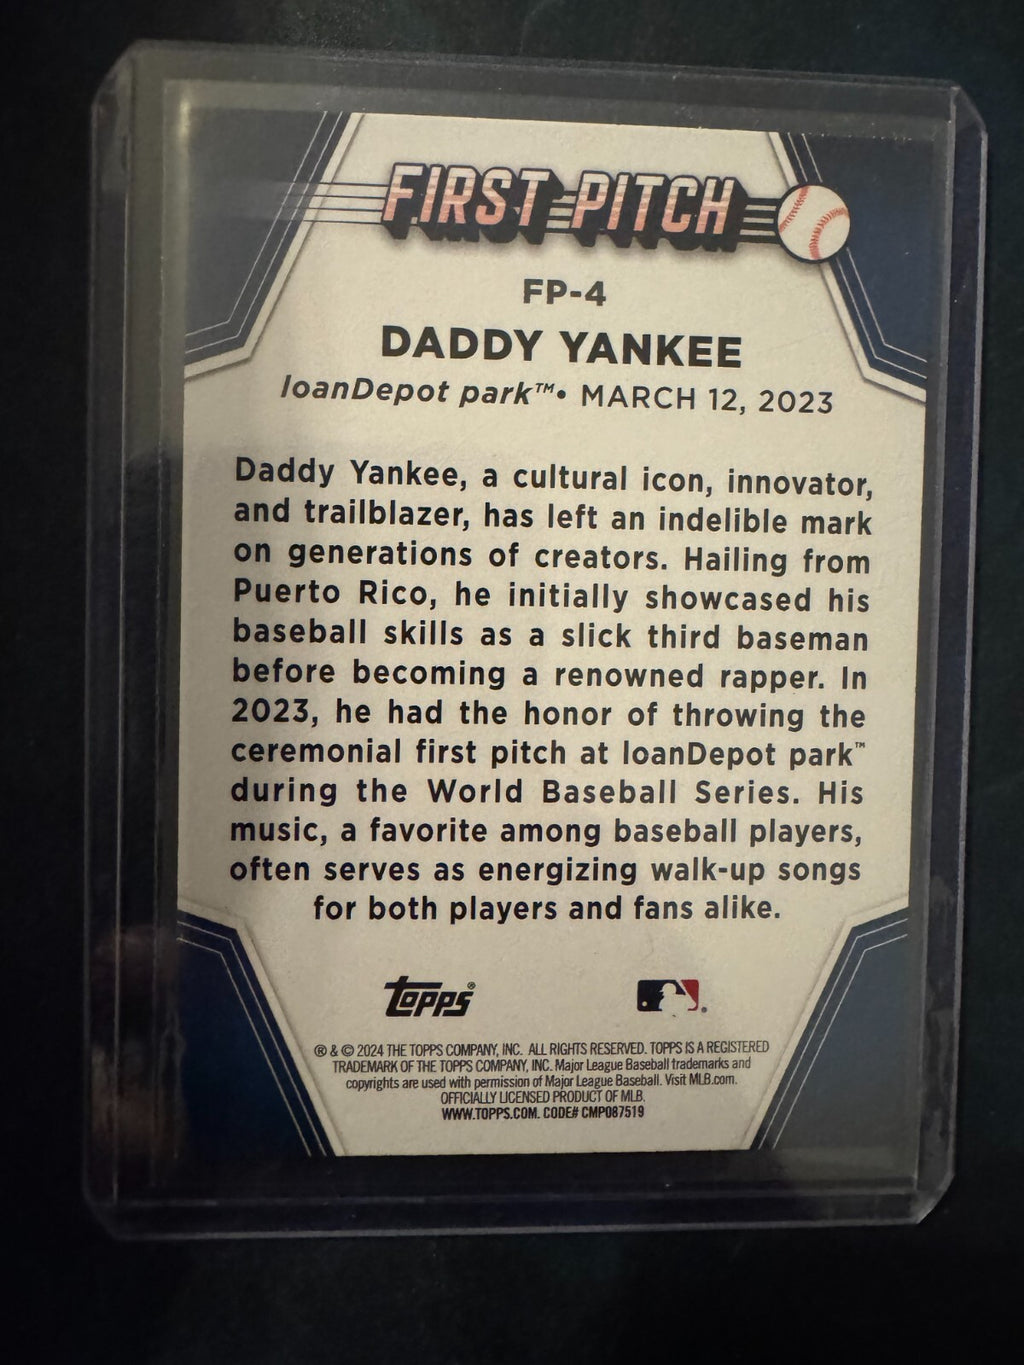 FIRST PITCH
FP-4
DADDY YANKEE
loanDepot park™• MARCH 12, 2023
Daddy Yankee, a cultural icon, innovator,
and trailblazer, has left an indelible mark
on generations of creators. Hailing from
Puerto Rico, he initially showcased his
baseball skills as a slick third baseman
before becoming a renowned rapper. In
2023, he had the honor of throwing the
ceremonial first pitch at loanDepot park™
during the World Baseball Series. His
music, a favorite among baseball players,
often serves as energizing walk-up songs
for both players and fans alike.
Topps®
® & © 2024 THE TOPPS COMPANY, INC. ALL RIGHTS RESERVED. TOPPS IS A REGISTERED
TRADEMARK OF THE TOPPS COMPANY, INC. Major League Baseball trademarks and
copyrights are used with permission of Major League Baseball. Visit MLB.com.
OFFICIALLY LICENSED PRODUCT OF MLB.
WWW.TOPPS.COM. CODE# CMP087519